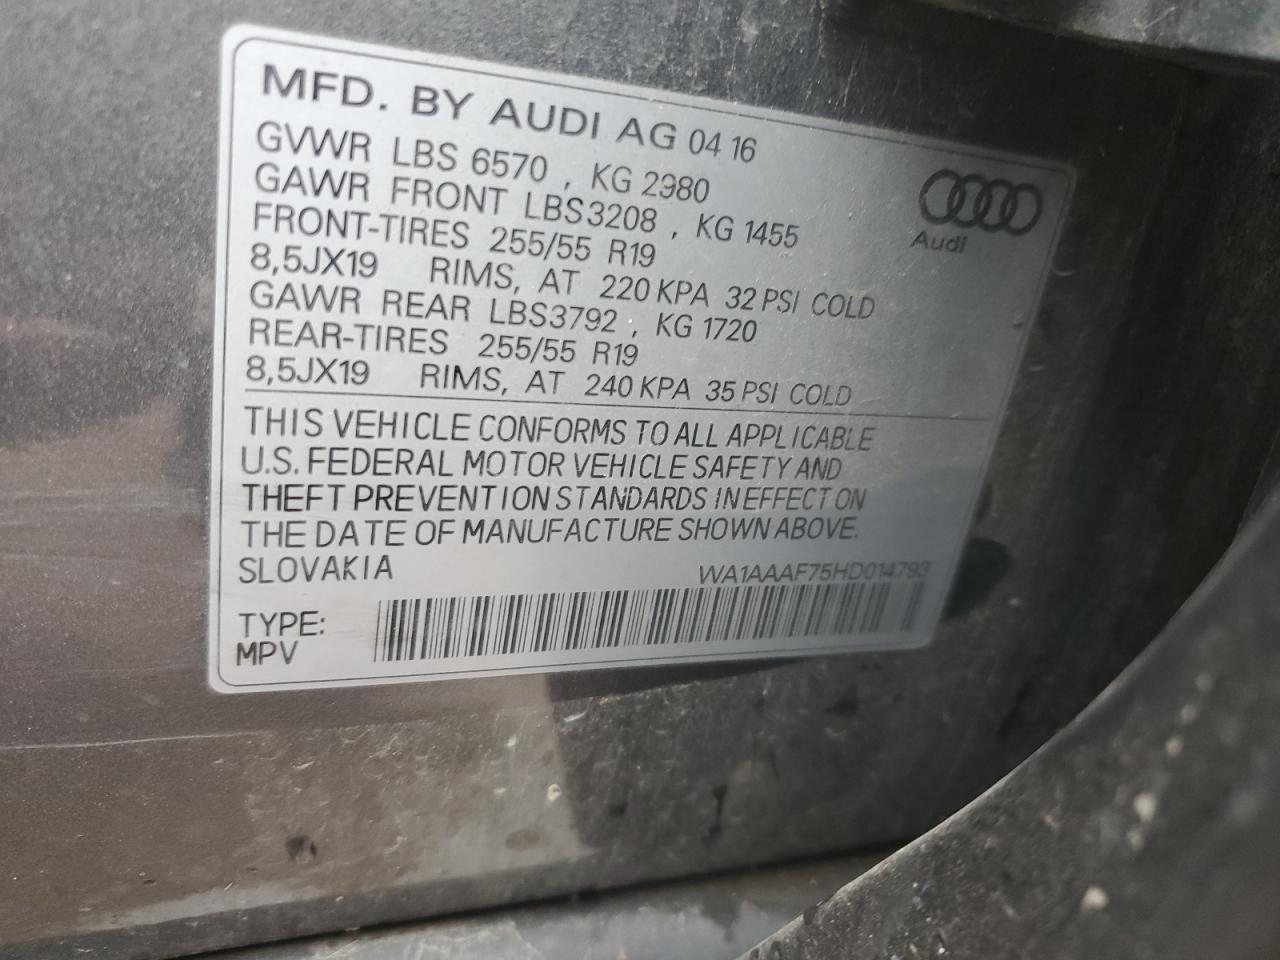 MFD. BY AUDI AG 04 16
GVWR LBS 6570 , KG 2980
GAWR FRONT LBS3208 , KG 1455
FRONT-TIRES 255/55 R19
8,5JX19 RIMS, AT 220 KPA 32 PSI COLD
GAWR REAR LBS3792 , KG 1720
REAR-TIRES 255/55 R19
8,5JX19 RIMS, AT 240 KPA 35 PSI COLD
Audi
THIS VEHICLE CONFORMS TO ALL APPLICABLE
U.S. FEDERAL MOTOR VEHICLE SAFETY AND
THEFT PREVENTION STANDARDS IN EFFECT ON
THE DATE OF MANUFACTURE SHOWN ABOVE.
SLOVAKIA WA1AAAF75HD014793
TYPE:
MPV